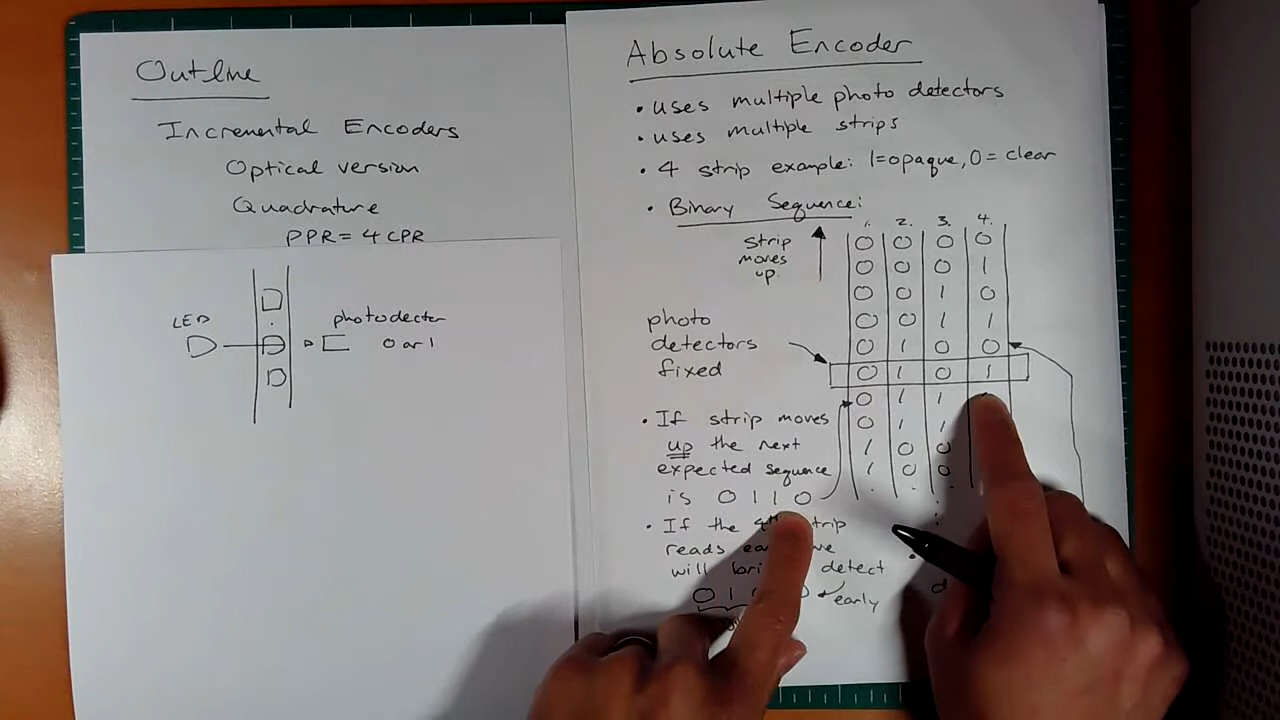 Outline
Incremental Encoders
Optical version
Quadrature
PPR = 4 CPR
LED
photodector
0 or 1
Absolute Encoder
• uses multiple photo detectors
• uses multiple strips
• 4 strip example: 1=opaque, 0= clear
• Binary Sequence:
1. 2. 3. 4.
strip
moves
up.
0 0 0 0
0 0 0 1
0 0 1 0
0 0 1 1
0 1 0 0
0 1 0 1
0 1 1
0 1 1
1 0 0
1 0 0
photo
detectors
fixed
• If strip moves
up the next
expected sequence
is 0110
• If the strip
reads
will detect
0 1
early